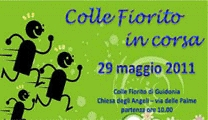 Colle Fiorito
in corsa
29 maggio 2011
Colle Fiorito di Guidonia
Chiesa degli Angeli - via delle Palme
partenza ore 10.00